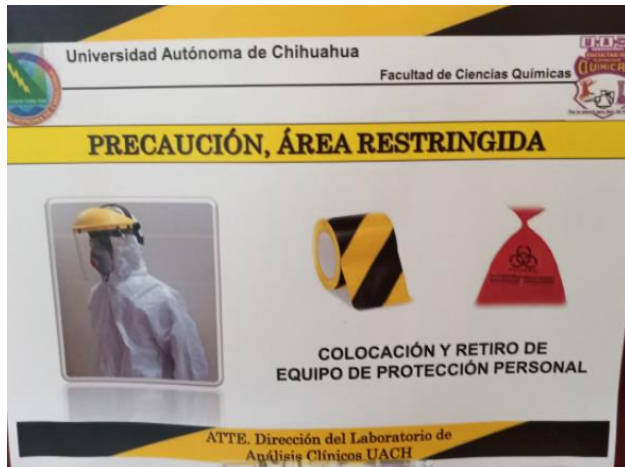 Universidad Autónoma de Chihuahua
Facultad de Ciencias Químicas
PRECAUCIÓN, ÁREA RESTRINGIDA
COLOCACIÓN Y RETIRO DE
EQUIPO DE PROTECCIÓN PERSONAL
ATTE. Dirección del Laboratorio de
Análisis Clínicos UACH